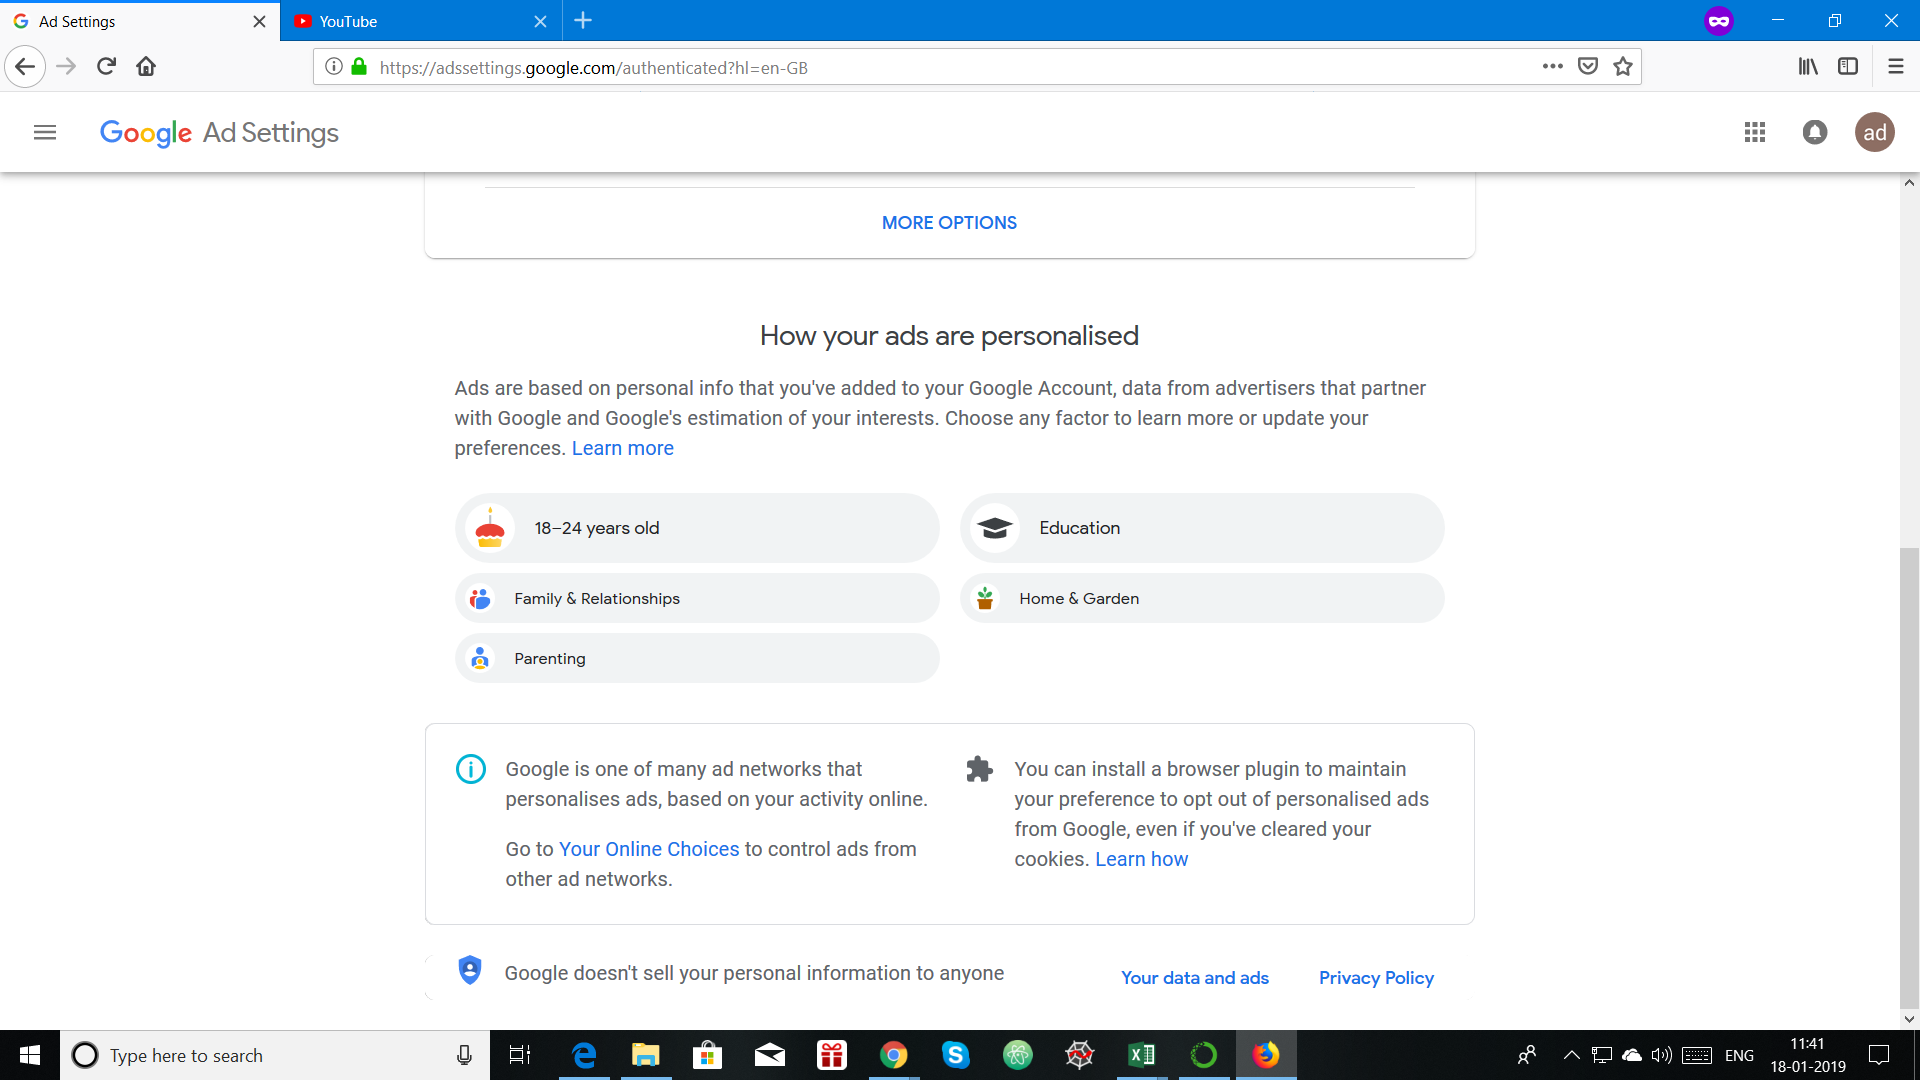 Ad Settings
YouTube
https://adssettings.google.com/authenticated?hl=en-GB
Google Ad Settings
ad
MORE OPTIONS
How your ads are personalised
Ads are based on personal info that you've added to your Google Account, data from advertisers that partner
with Google and Google's estimation of your interests. Choose any factor to learn more or update your
preferences. Learn more
18–24 years old
Education
Family & Relationships
Home & Garden
Parenting
Google is one of many ad networks that
personalises ads, based on your activity online.
Go to Your Online Choices to control ads from
other ad networks.
You can install a browser plugin to maintain
your preference to opt out of personalised ads
from Google, even if you've cleared your
cookies. Learn how
Google doesn't sell your personal information to anyone
Your data and ads
Privacy Policy
Type here to search
ENG
11:41
18-01-2019